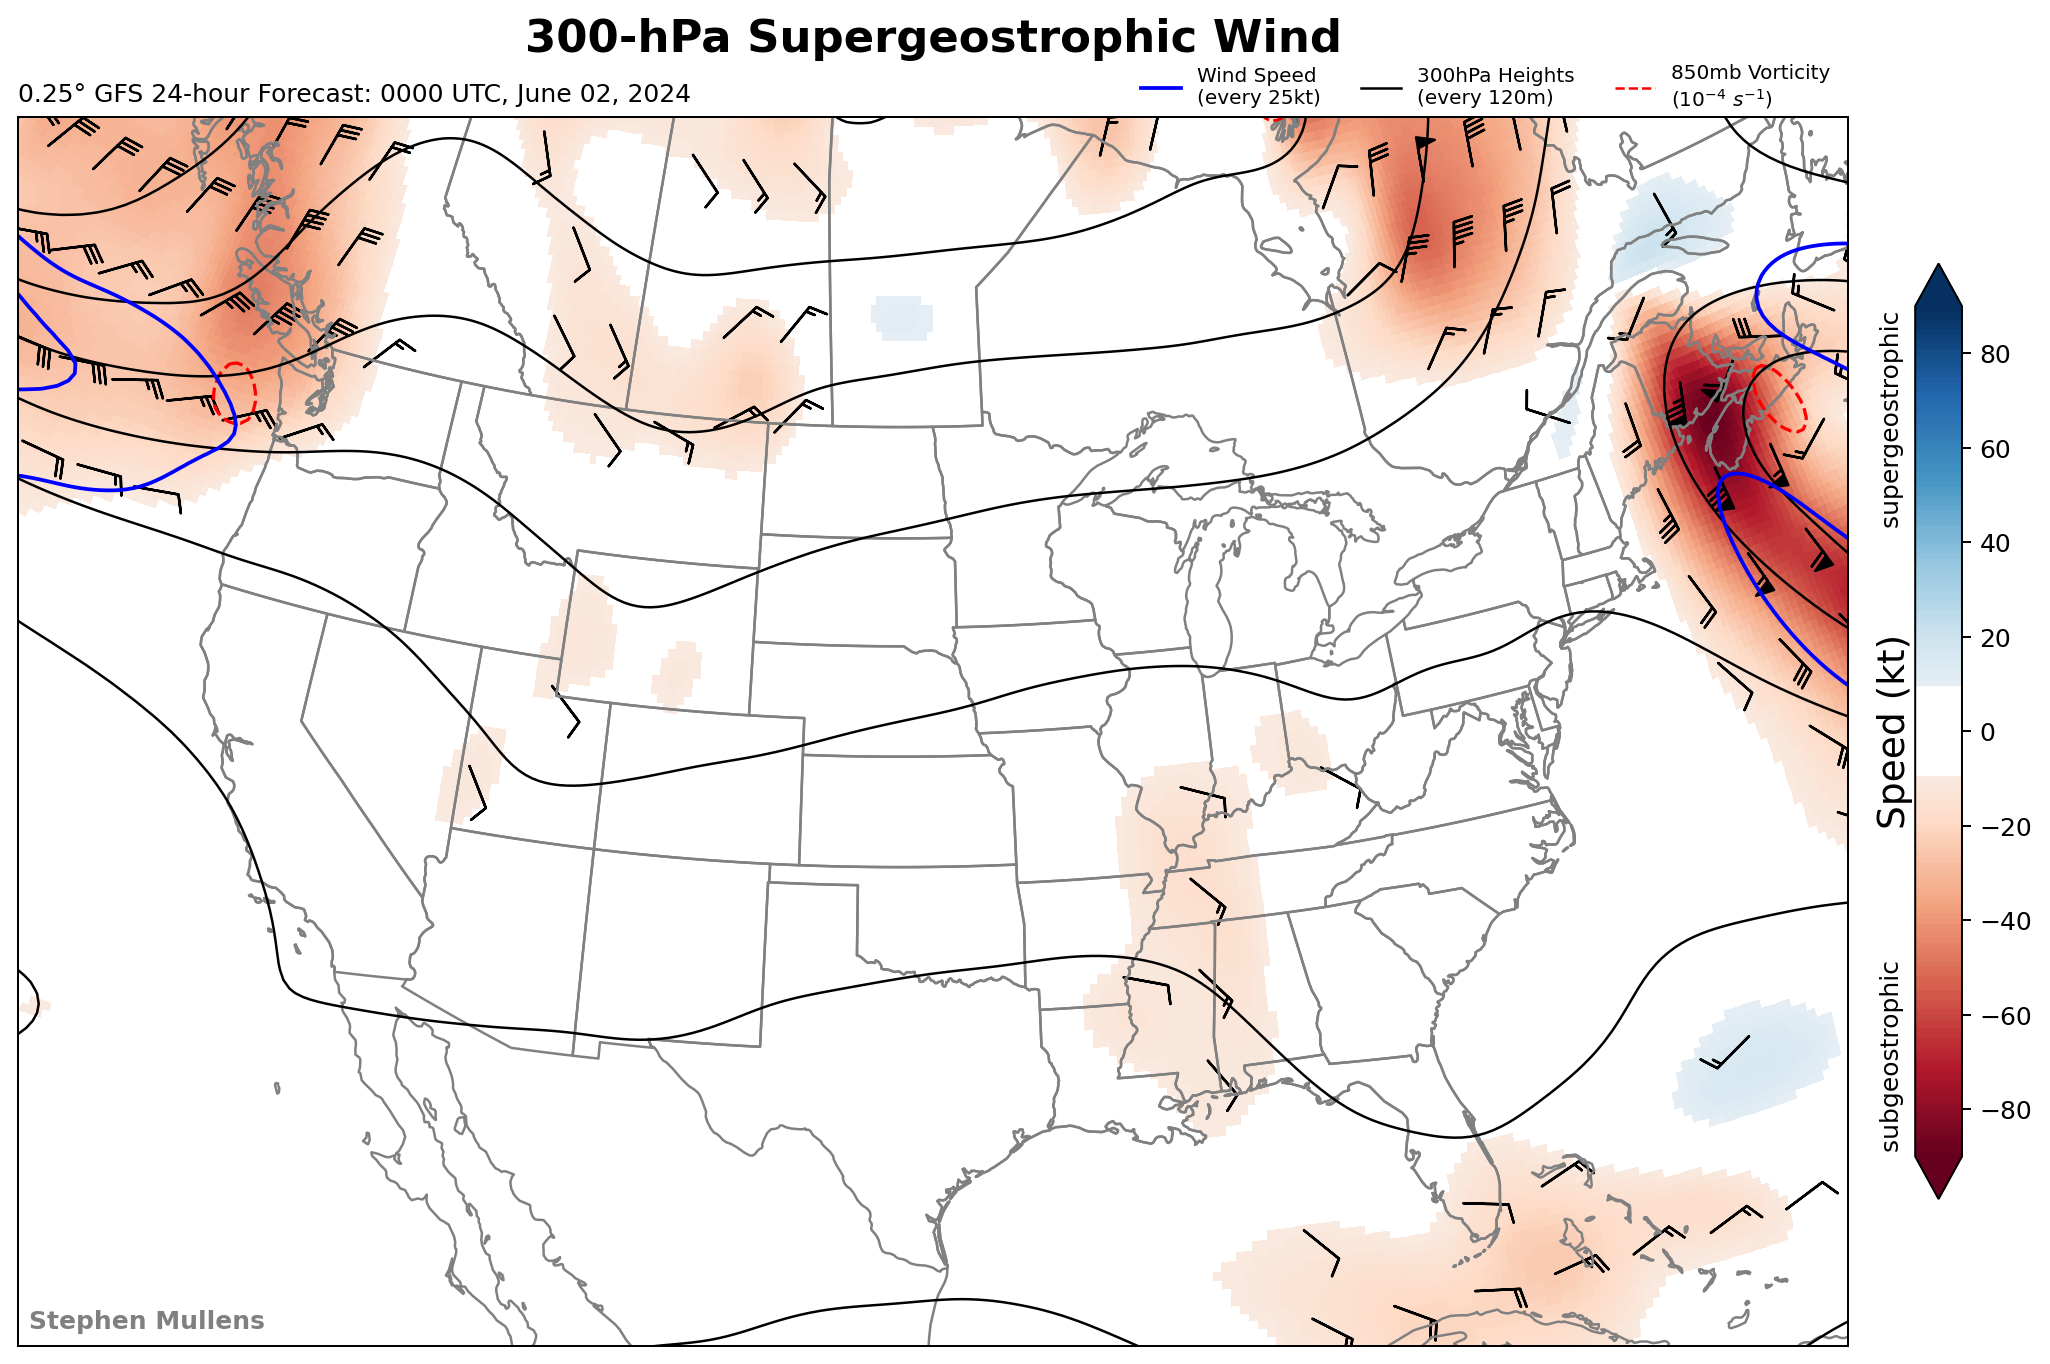 300-hPa Supergeostrophic Wind
0.25° GFS 24-hour Forecast: 0000 UTC, June 02, 2024
Wind Speed
(every 25kt)
300hPa Heights
(every 120m)
850mb Vorticity
(10⁻⁴ s⁻¹)
supergeostrophic
Speed (kt)
subgeostrophic
80
60
40
20
0
−20
−40
−60
−80
Stephen Mullens